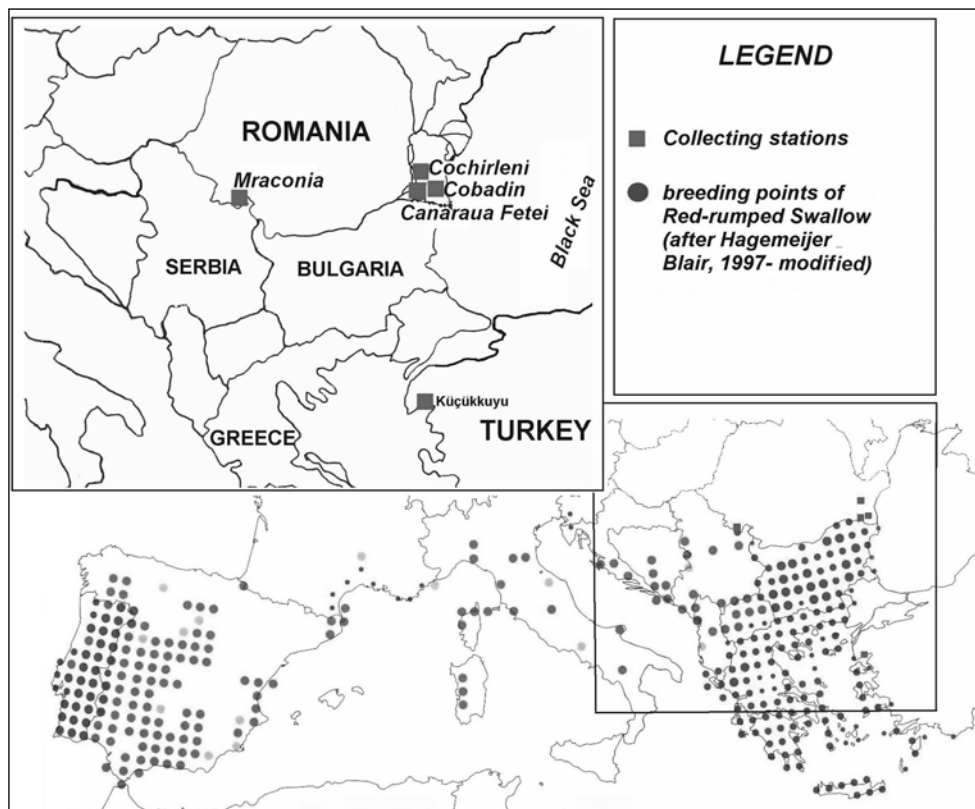 ROMANIA
Mraconia
Cochirleni
Cobadin
Canaraua Fetei
SERBIA
BULGARIA
Black Sea
Küçükkuyu
GREECE
TURKEY
LEGEND
Collecting stations
breeding points of
Red-rumped Swallow
(after Hagemeijer
Blair, 1997- modified)